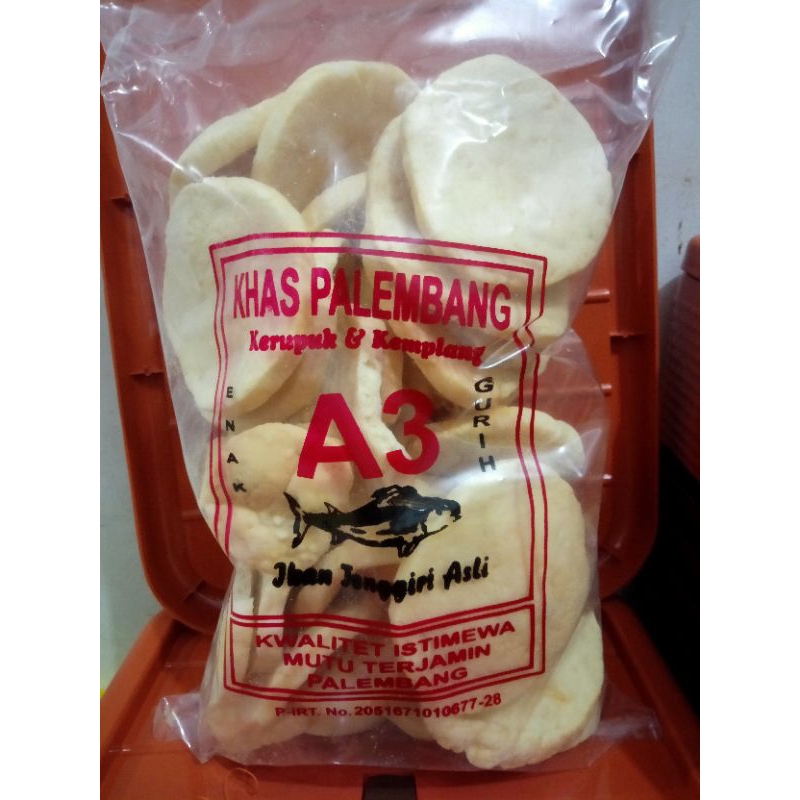 KHAS PALEMBANG
Kerupuk & Kemplang
ENAK
A3
GURIH
Ikan Tenggiri Asli
KWALITET ISTIMEWA
MUTU TERJAMIN
PALEMBANG
P-IRT. No. 2051671010677-28